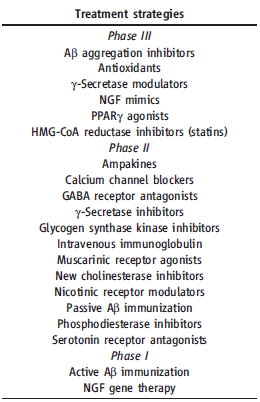 Treatment strategies
Phase III
Aβ aggregation inhibitors
Antioxidants
γ-Secretase modulators
NGF mimics
PPARγ agonists
HMG-CoA reductase inhibitors (statins)
Phase II
Ampakines
Calcium channel blockers
GABA receptor antagonists
γ-Secretase inhibitors
Glycogen synthase kinase inhibitors
Intravenous immunoglobulin
Muscarinic receptor agonists
New cholinesterase inhibitors
Nicotinic receptor modulators
Passive Aβ immunization
Phosphodiesterase inhibitors
Serotonin receptor antagonists
Phase I
Active Aβ immunization
NGF gene therapy